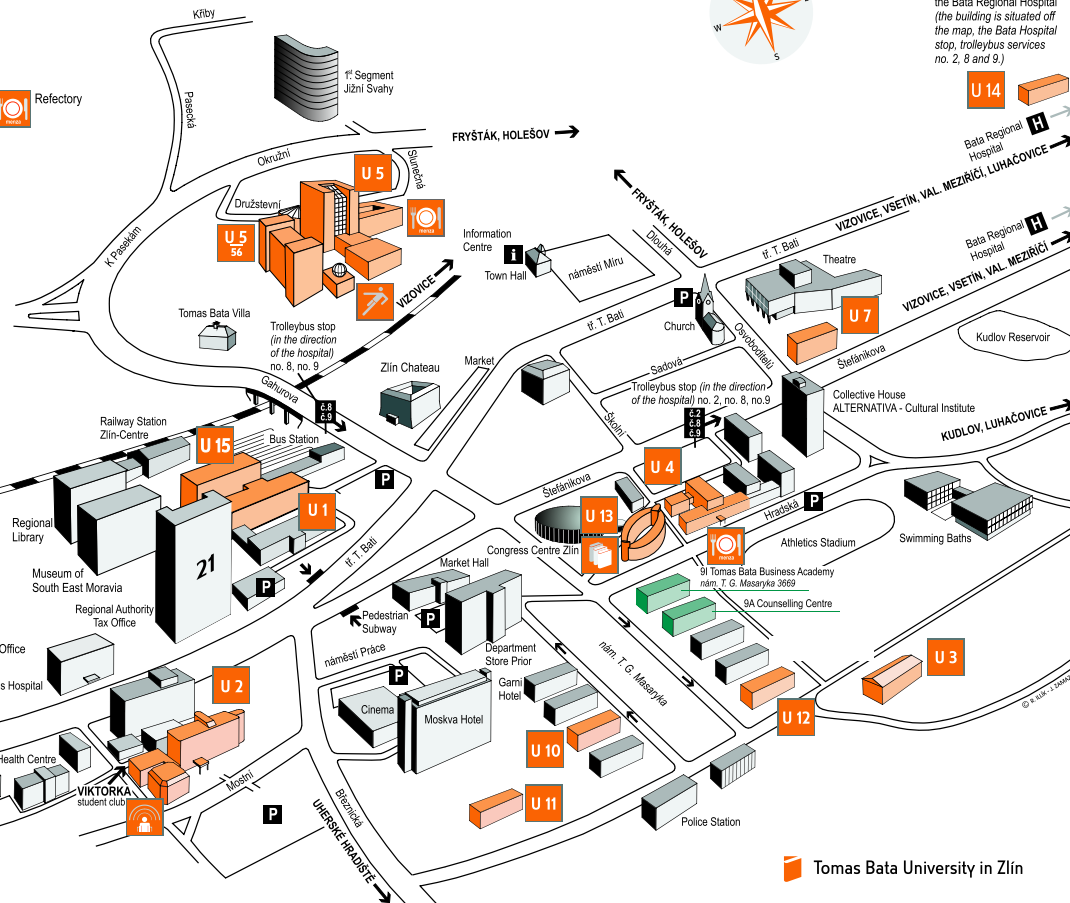 the Bata Regional Hospital
(the building is situated off
the map, the Bata Hospital
stop, trolleybus services
no. 2, 8 and 9.)
W
S
U 14
Křiby
1st. Segment
Jižní Svahy
menza
Refectory
Pasecká
Okružní
Slunečná
FRYŠTÁK, HOLEŠOV
Bata Regional
Hospital
H
VIZOVICE, VSETÍN, VAL. MEZIŘÍČÍ, LUHAČOVICE
U 5
Družstevní
menza
U 5
56
K Pasekám
FRYŠTÁK, HOLEŠOV
Dlouhá
Information
Centre
i
Town Hall
náměstí Míru
tř. T. Bati
Theatre
Bata Regional
Hospital
H
VIZOVICE, VSETÍN, VAL. MEZIŘÍČÍ
VIZOVICE
Tomas Bata Villa
Trolleybus stop
(in the direction
of the hospital)
no. 8, no. 9
P
Church
tř. T. Bati
U 7
Osvoboditelů
Štefánikova
Kudlov Reservoir
Zlín Chateau
Market
Sadová
Gahurova
č.8
č.9
Trolleybus stop (in the direction
of the hospital) no. 2, no. 8, no.9
č.2
č.8
č.9
Collective House
ALTERNATIVA - Cultural Institute
KUDLOV, LUHAČOVICE
Školní
Railway Station
Zlín-Centre
U 15
Bus Station
P
U 4
Štefánikova
U 1
U 13
Hradská
P
Regional
Library
21
tř. T. Bati
Congress Centre Zlín
menza
Athletics Stadium
Swimming Baths
Museum of
South East Moravia
P
Market Hall
9I Tomas Bata Business Academy
nám. T. G. Masaryka 3669
9A Counselling Centre
Regional Authority
Tax Office
Pedestrian
Subway
P
Office
náměstí Práce
Department
Store Prior
nám. T. G. Masaryka
U 3
s Hospital
U 2
P
Garni
Hotel
Cinema
Moskva Hotel
U 12
© R. ILLÍK - J. ZAMAZ
U 10
Health Centre
VIKTORKA
student club
Mostní
P
Březnická
UHERSKÉ HRADIŠTĚ
U 11
Police Station
Tomas Bata University in Zlín